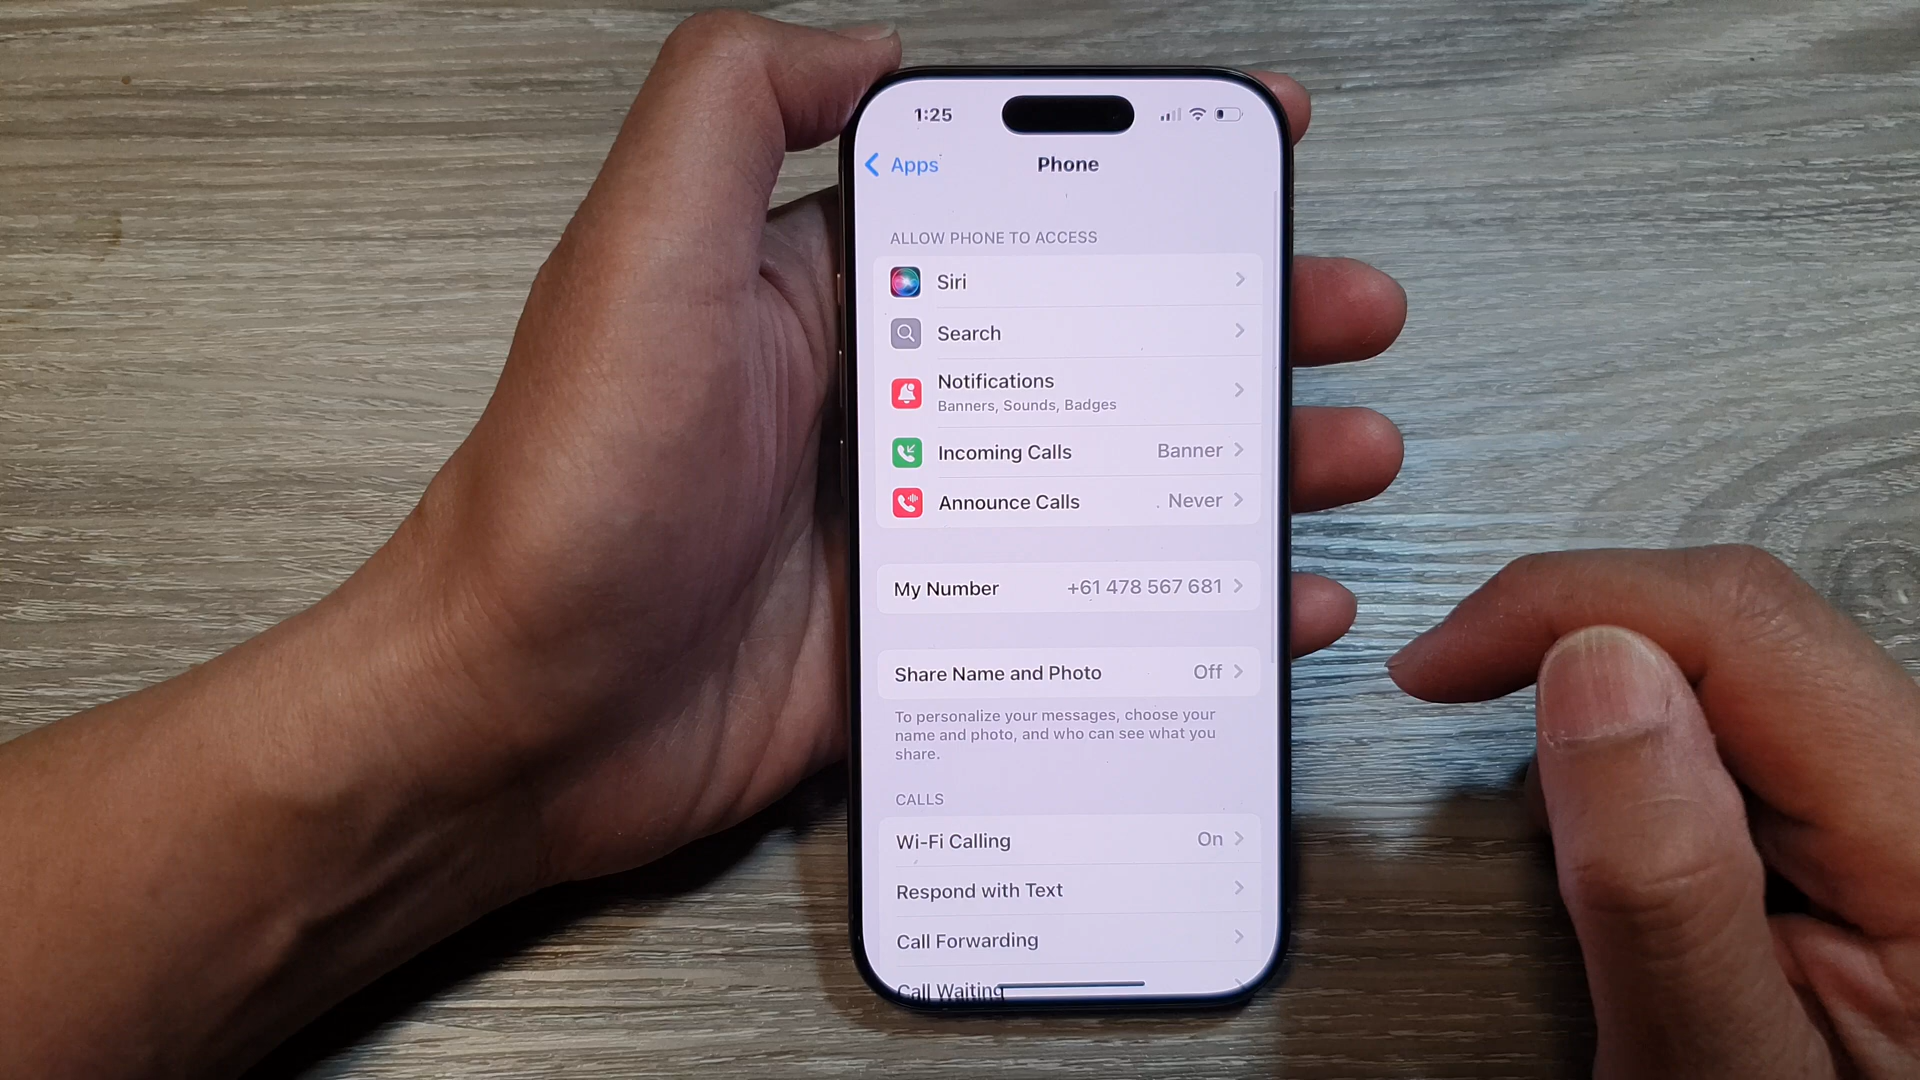 1:25
Apps
Phone
ALLOW PHONE TO ACCESS
Siri
Search
Notifications
Banners, Sounds, Badges
Incoming Calls Banner
Announce Calls Never
My Number +61 478 567 681
Share Name and Photo Off
To personalize your messages, choose your
name and photo, and who can see what you
share.
CALLS
Wi-Fi Calling On
Respond with Text
Call Forwarding
Call Waiting